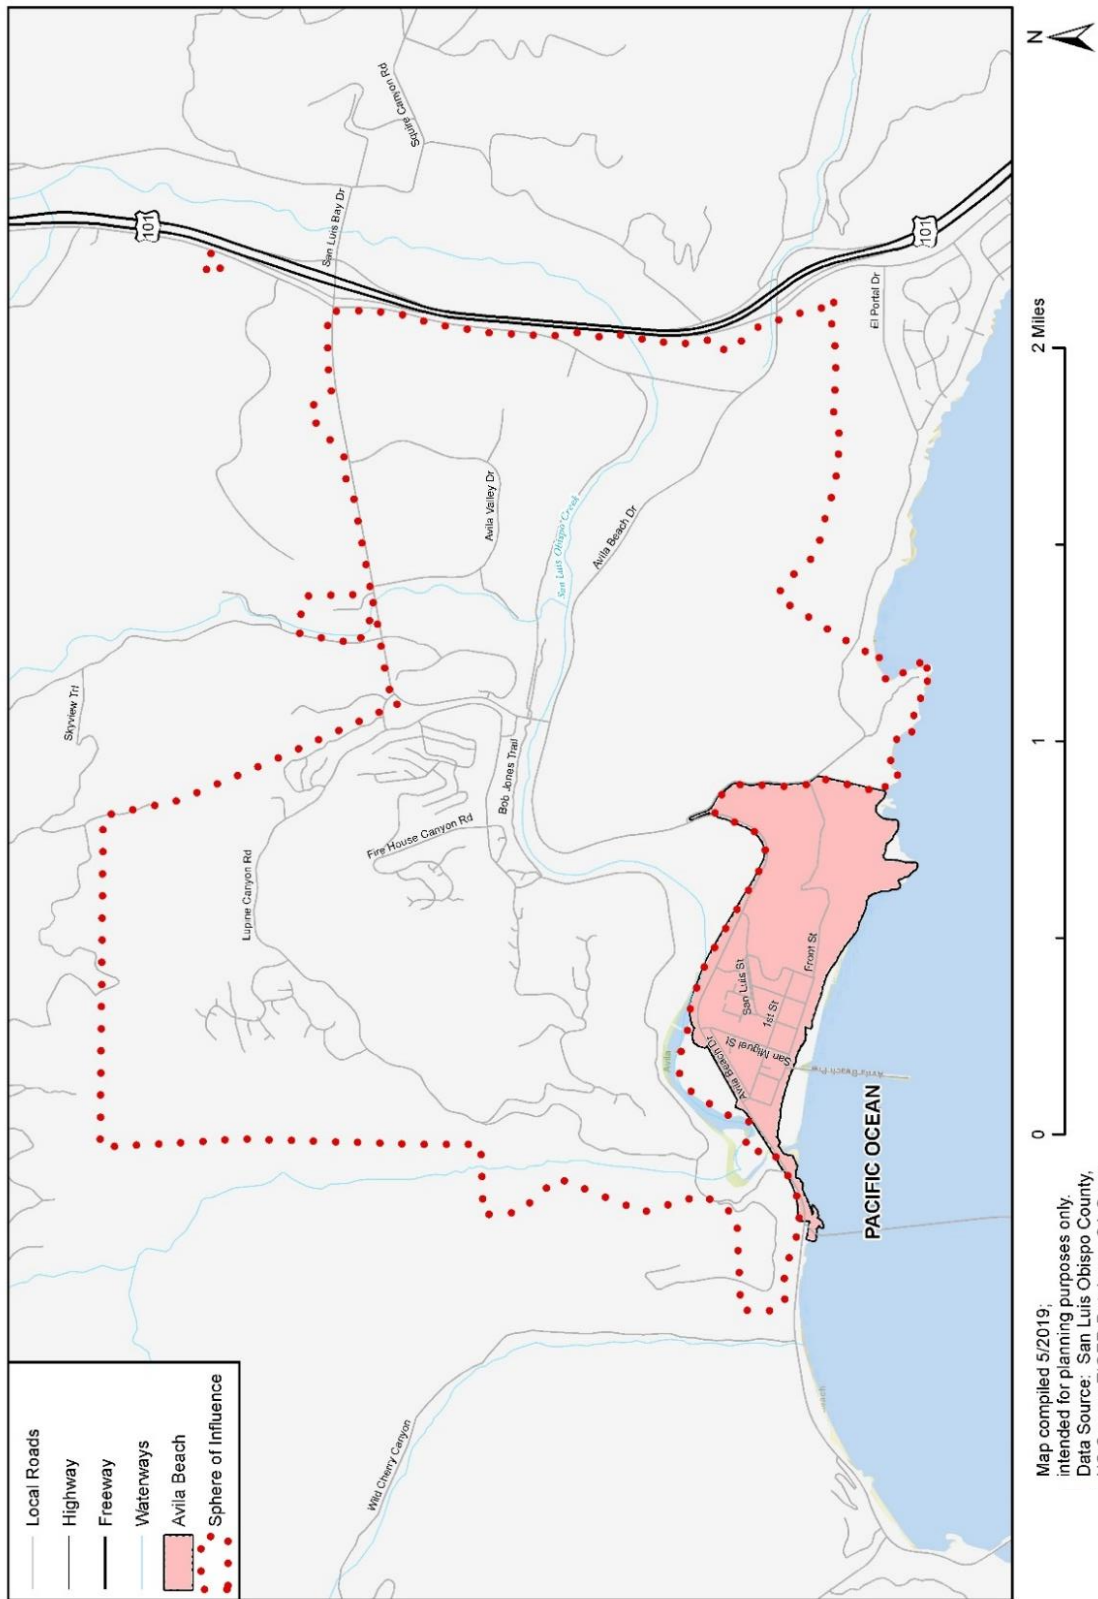 Local Roads
Highway
Freeway
Waterways
Avila Beach
Sphere of Influence
Wild Cherry Canyon
Skyview Trl
Lupine Canyon Rd
Fire House Canyon Rd
Bob Jones Trail
San Luis Bay Dr
Squire Canyon Rd
101
Avila Valley Dr
San Luis Obispo Creek
Avila Beach Dr
101
El Portal Dr
Avila
Avila Beach Dr
San Luis St
1st St
San Miguel St
Front St
Avila Beach Pier
PACIFIC OCEAN
N
0
1
2 Miles
Map compiled 5/2019;
intended for planning purposes only.
Data Source: San Luis Obispo County,